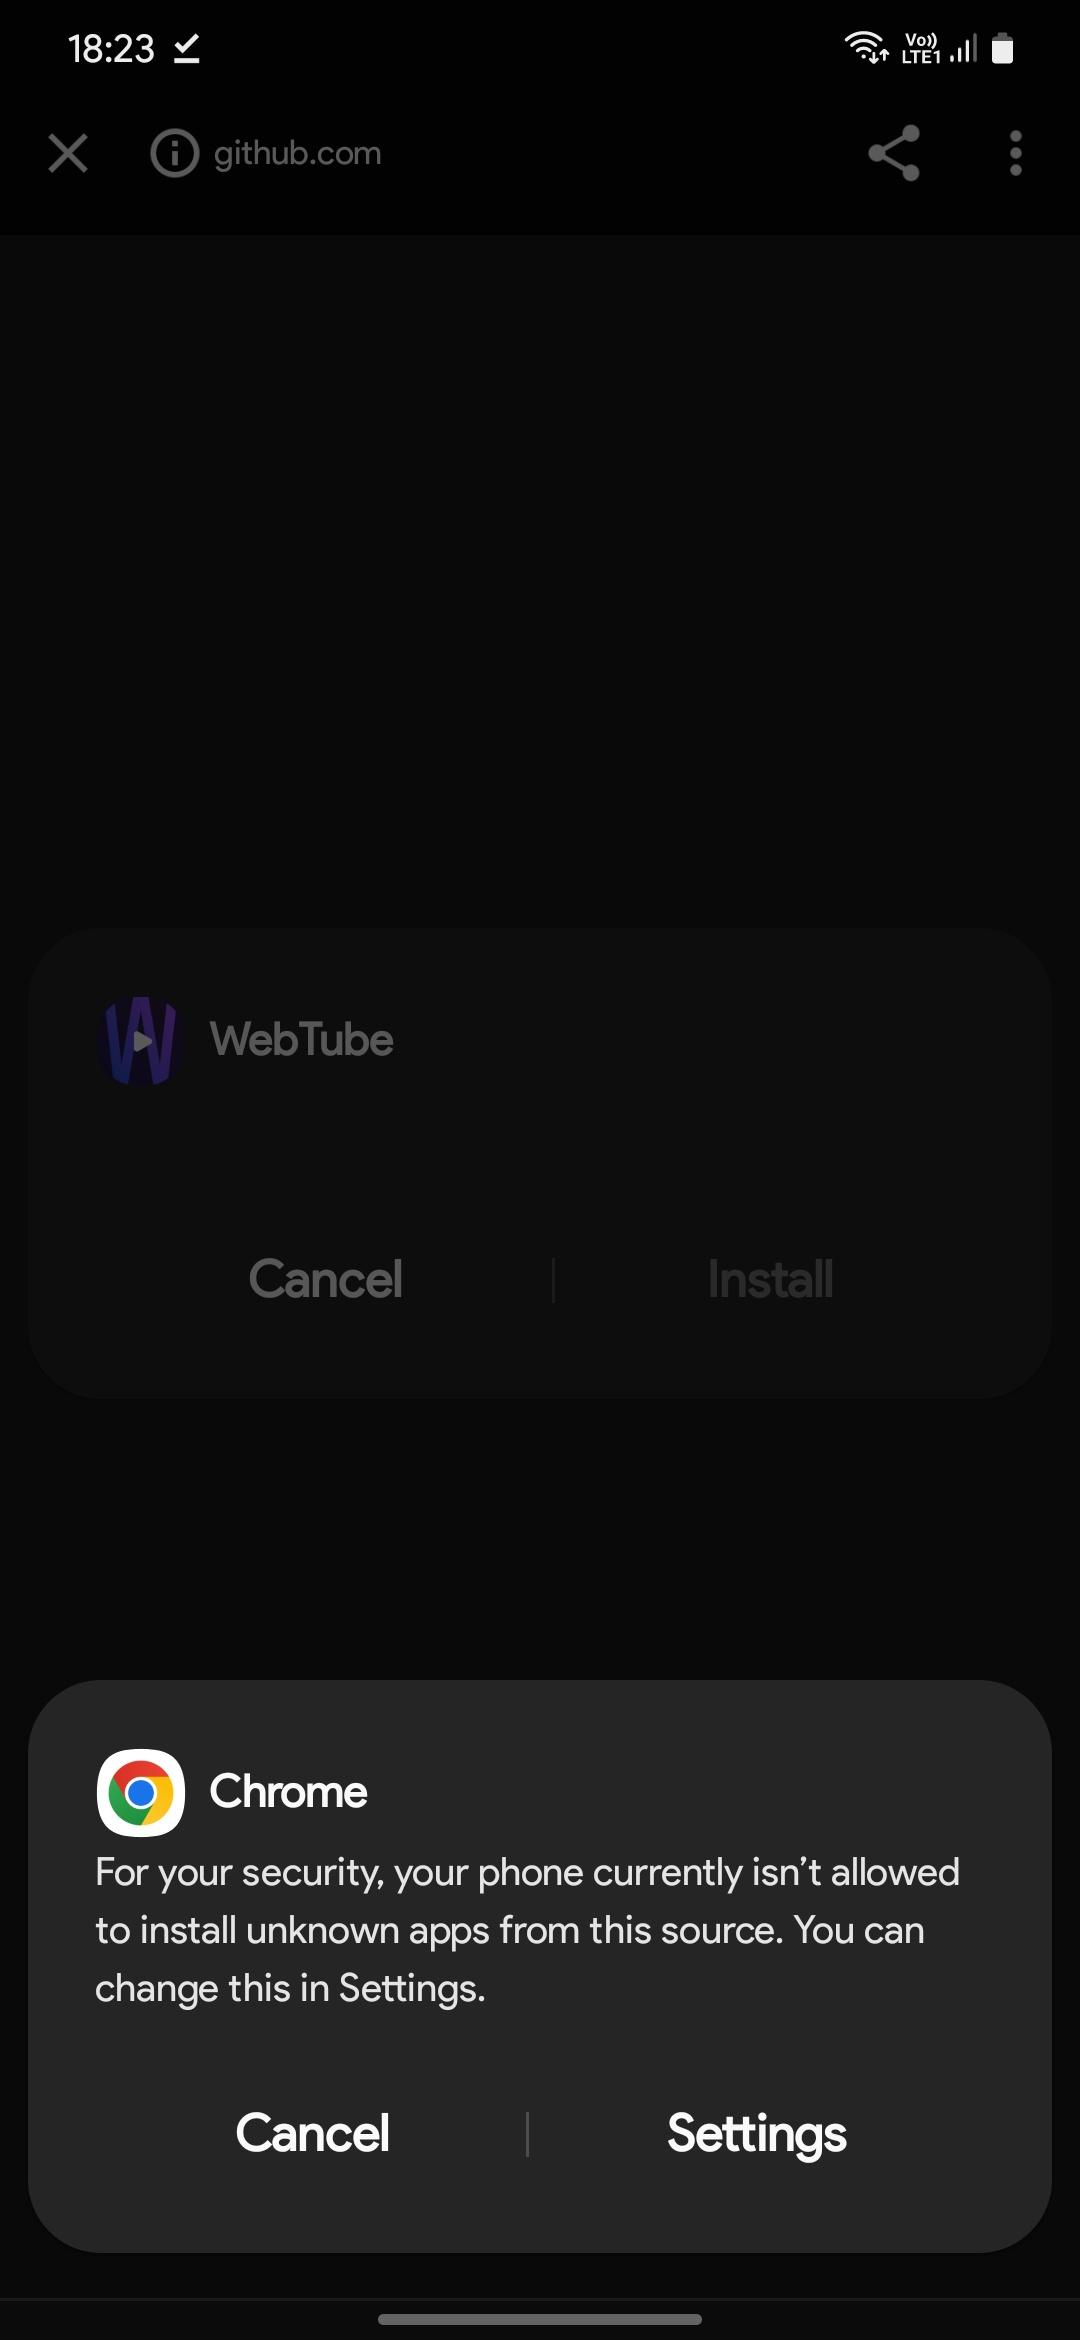 18:23
Vo)) LTE1
github.com
WebTube
Cancel
Install
Chrome
For your security, your phone currently isn’t allowed
to install unknown apps from this source. You can
change this in Settings.
Cancel
Settings